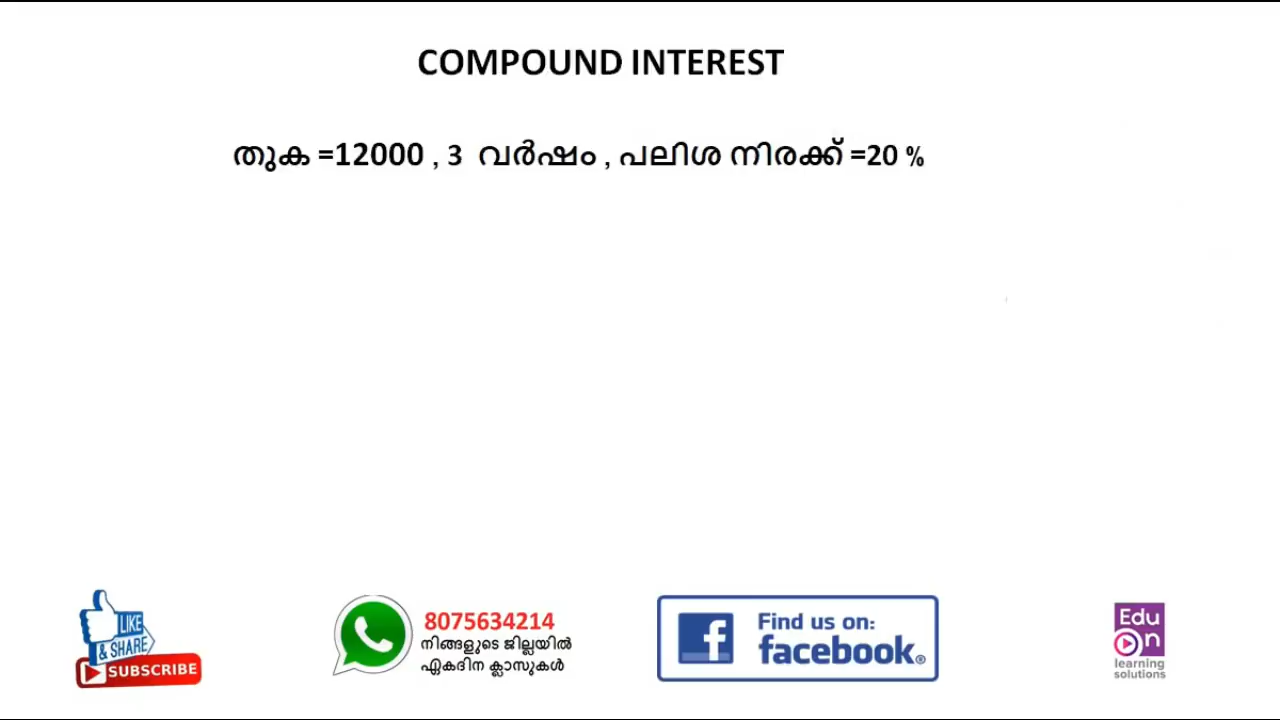 COMPOUND INTEREST
തുക =12000 , 3 വർഷം , പലിശ നിരക്ക് =20 %
LIKE
& SHARE
SUBSCRIBE
8075634214
നിങ്ങളുടെ ജില്ലയിൽ
ഏകദിന ക്ലാസുകൾ
Find us on:
facebook®
Edu
On
learning
solutions